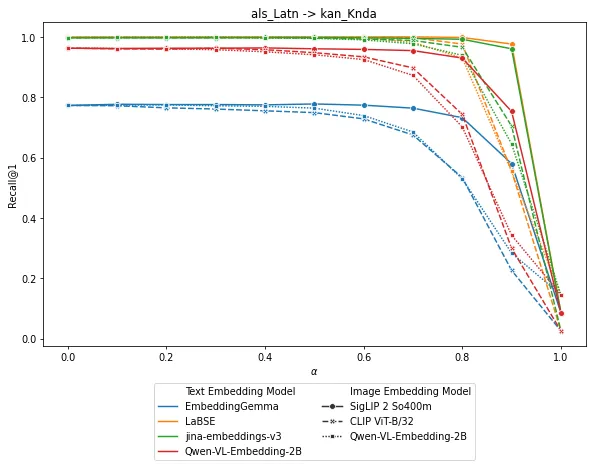 als_Latn -> kan_Knda
Recall@1
1.0
0.8
0.6
0.4
0.2
0.0
0.0 0.2 0.4 0.6 0.8 1.0
α
Text Embedding Model
EmbeddingGemma
LaBSE
jina-embeddings-v3
Qwen-VL-Embedding-2B
Image Embedding Model
SigLIP 2 So400m
CLIP ViT-B/32
Qwen-VL-Embedding-2B